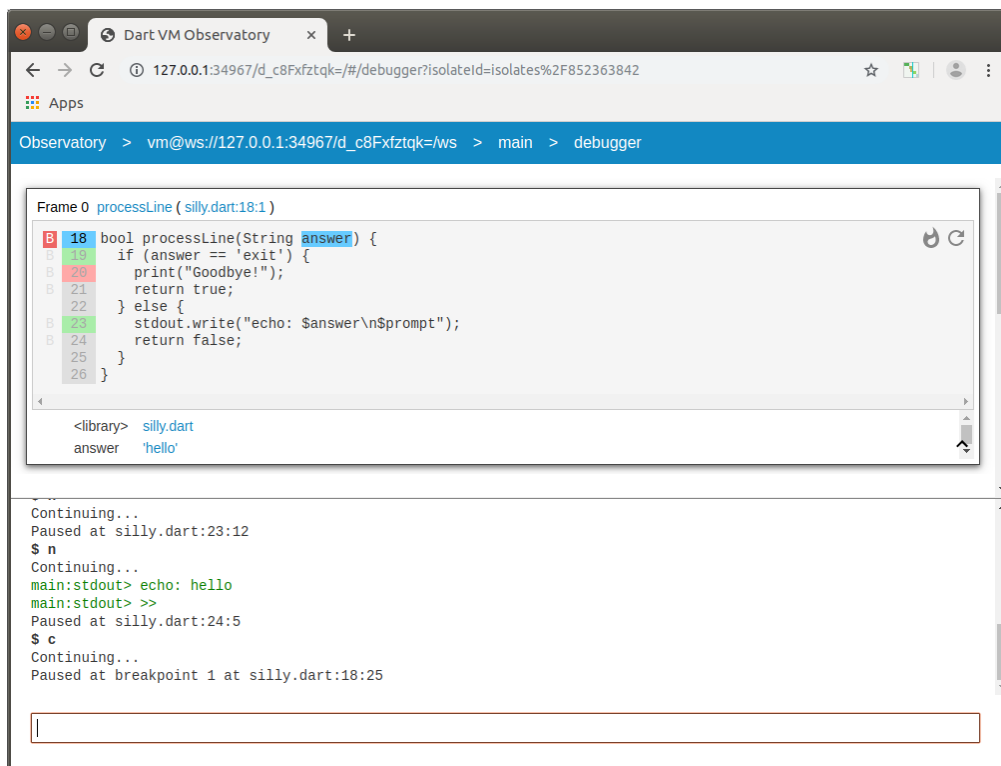 Dart VM Observatory
127.0.0.1:34967/d_c8Fxfztqk=/#/debugger?isolateId=isolates%2F852363842
Apps
Observatory > vm@ws://127.0.0.1:34967/d_c8Fxfztqk=/ws > main > debugger
Frame 0 processLine ( silly.dart:18:1 )
B 18 bool processLine(String answer) {
B 19 if (answer == 'exit') {
B 20 print("Goodbye!");
B 21 return true;
22 } else {
B 23 stdout.write("echo: $answer\n$prompt");
B 24 return false;
25 }
26 }
<library> silly.dart
answer 'hello'
Continuing...
Paused at silly.dart:23:12
$ n
Continuing...
main:stdout> echo: hello
main:stdout> >>
Paused at silly.dart:24:5
$ c
Continuing...
Paused at breakpoint 1 at silly.dart:18:25